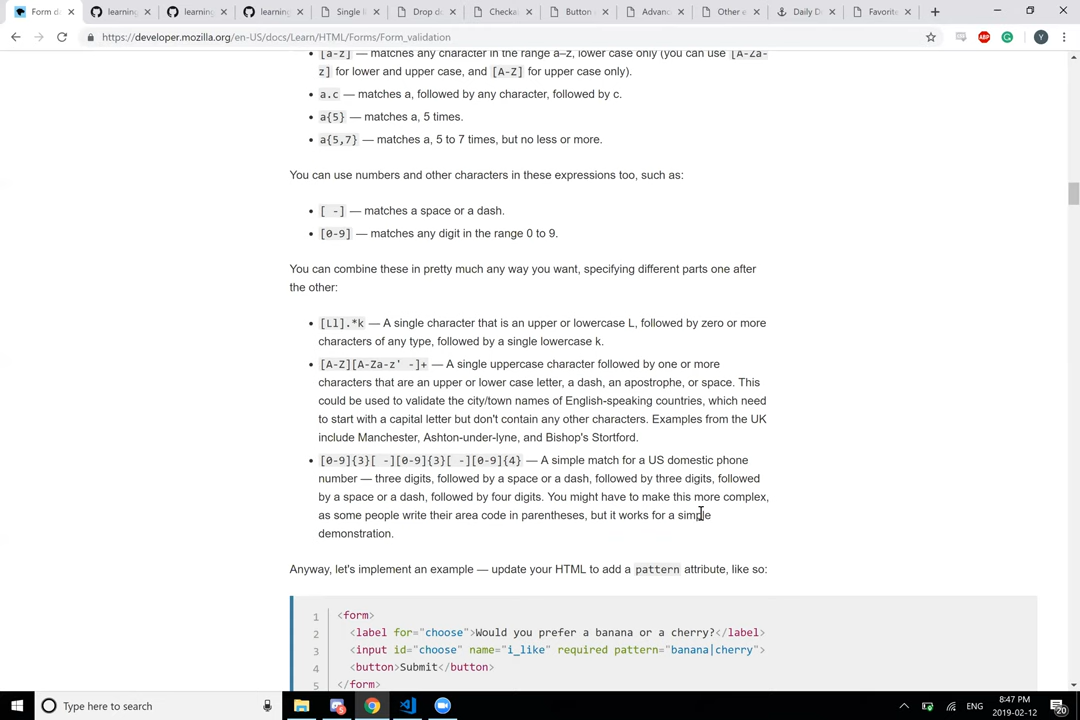 Form da
learning
learning
learning
Single l
Drop do
Checkal
Button
Advanc
Other e
Daily D
Favorite
https://developer.mozilla.org/en-US/docs/Learn/HTML/Forms/Form_validation
ABP
Y
[a-z] — matches any character in the range a–z, lower case only (you can use [A-Za-
z] for lower and upper case, and [A-Z] for upper case only).
a.c — matches a, followed by any character, followed by c.
a{5} — matches a, 5 times.
a{5,7} — matches a, 5 to 7 times, but no less or more.
You can use numbers and other characters in these expressions too, such as:
[ -] — matches a space or a dash.
[0-9] — matches any digit in the range 0 to 9.
You can combine these in pretty much any way you want, specifying different parts one after
the other:
[Ll].*k — A single character that is an upper or lowercase L, followed by zero or more
characters of any type, followed by a single lowercase k.
[A-Z][A-Za-z' -]+ — A single uppercase character followed by one or more
characters that are an upper or lower case letter, a dash, an apostrophe, or space. This
could be used to validate the city/town names of English-speaking countries, which need
to start with a capital letter but don't contain any other characters. Examples from the UK
include Manchester, Ashton-under-lyne, and Bishop's Stortford.
[0-9]{3}[ -][0-9]{3}[ -][0-9]{4} — A simple match for a US domestic phone
number — three digits, followed by a space or a dash, followed by three digits, followed
by a space or a dash, followed by four digits. You might have to make this more complex,
as some people write their area code in parentheses, but it works for a simple
demonstration.
Anyway, let's implement an example — update your HTML to add a pattern attribute, like so:
1 <form>
2 <label for="choose">Would you prefer a banana or a cherry?</label>
3 <input id="choose" name="i_like" required pattern="banana|cherry">
4 <button>Submit</button>
5 </form>
Type here to search
ENG
8:47 PM
2019-02-12
20